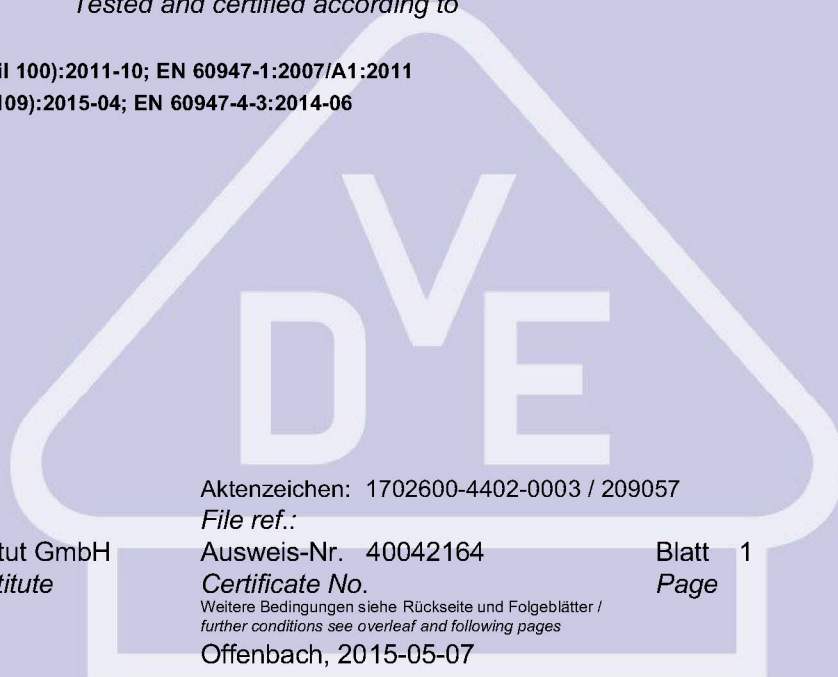 Tested and certified according to
il 100):2011-10; EN 60947-1:2007/A1:2011
109):2015-04; EN 60947-4-3:2014-06
DVE
Aktenzeichen: 1702600-4402-0003 / 209057
File ref.:
tut GmbH Ausweis-Nr. 40042164 Blatt 1
titute Certificate No. Page
Weitere Bedingungen siehe Rückseite und Folgeblätter /
further conditions see overleaf and following pages
Offenbach, 2015-05-07